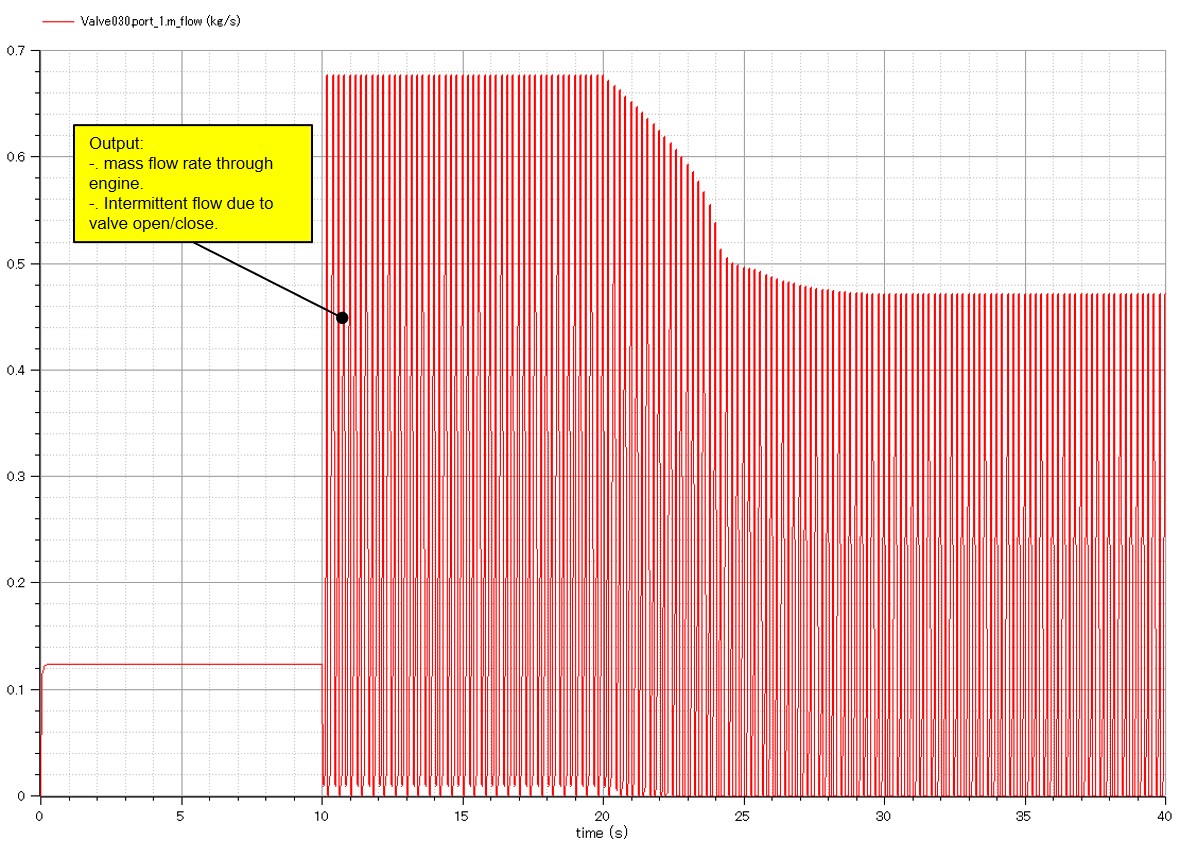 Valve030.port_1.m_flow (kg/s)
0.7
0.6
0.5
0.4
0.3
0.2
0.1
0
Output:
-. mass flow rate through
engine.
-. Intermittent flow due to
valve open/close.
0 5 10 15 20 25 30 35 40
time (s)